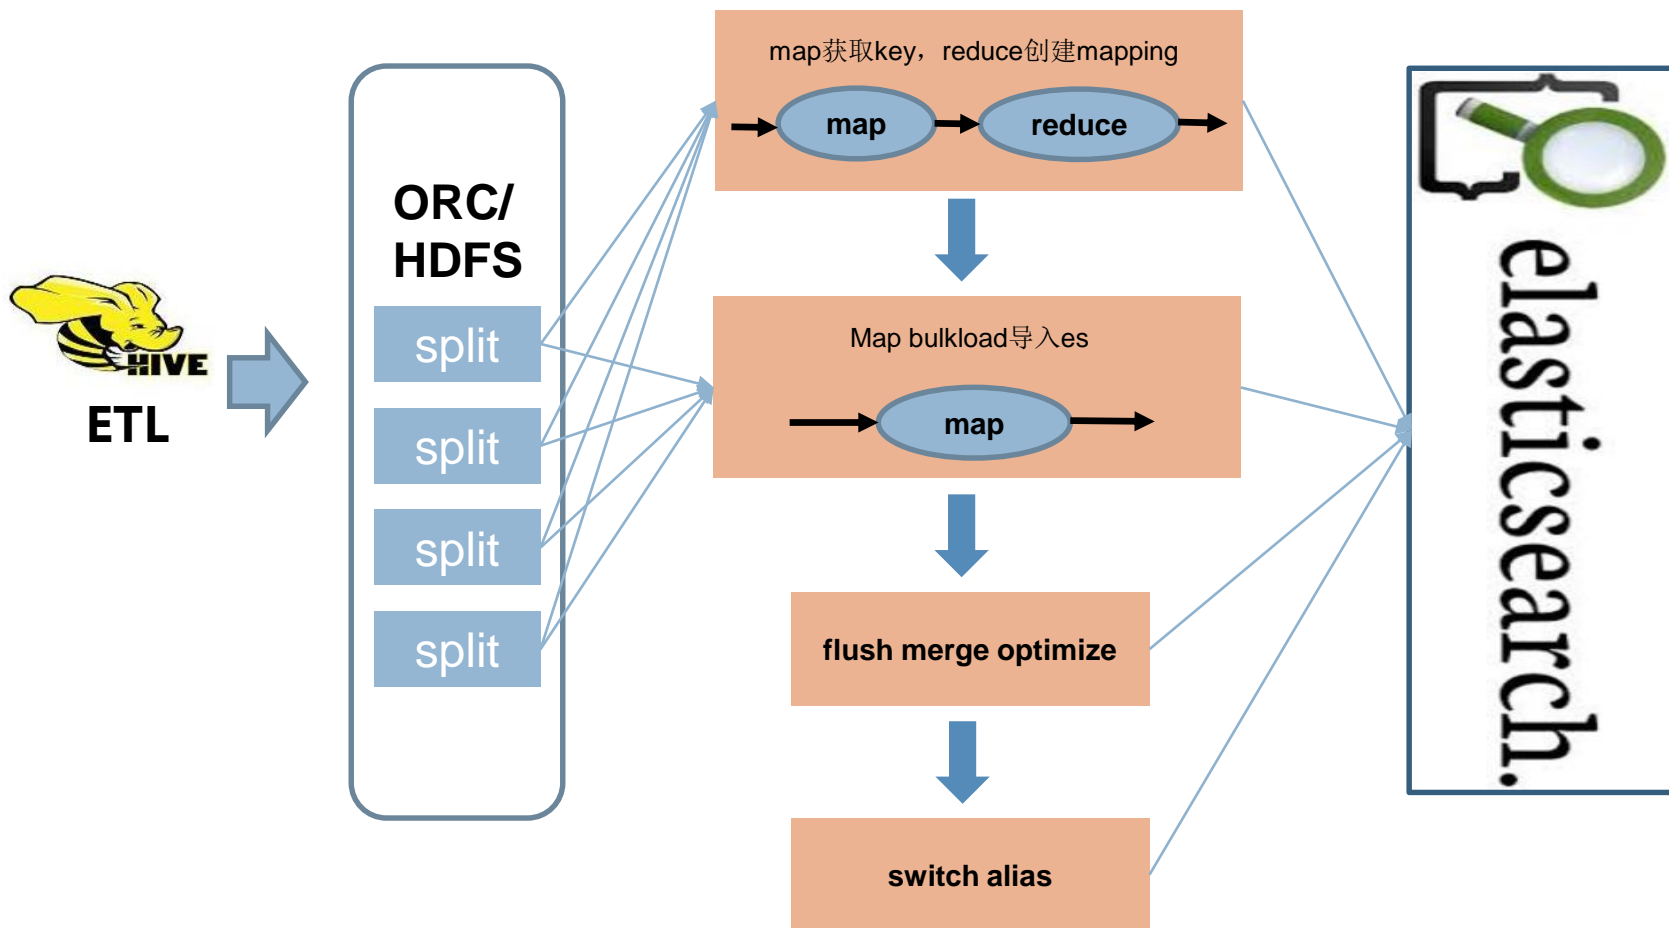 HIVE
ETL
ORC/
HDFS
split
split
split
split
map获取key，reduce创建mapping
map
reduce
Map bulkload导入es
map
flush merge optimize
switch alias
elasticsearch.